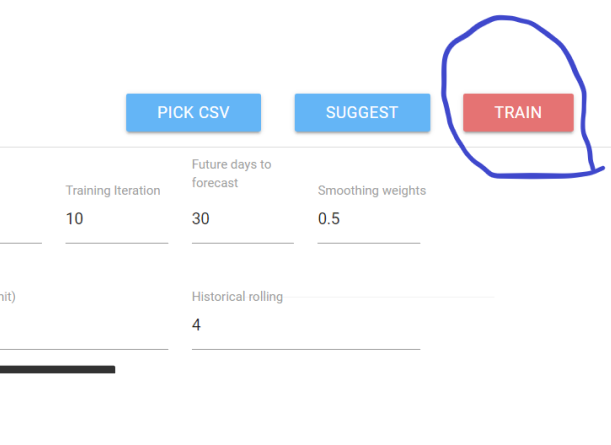 PICK CSV SUGGEST TRAIN
Future days to
forecast
Training Iteration
Smoothing weights
10 30 0.5
nit) Historical rolling
4